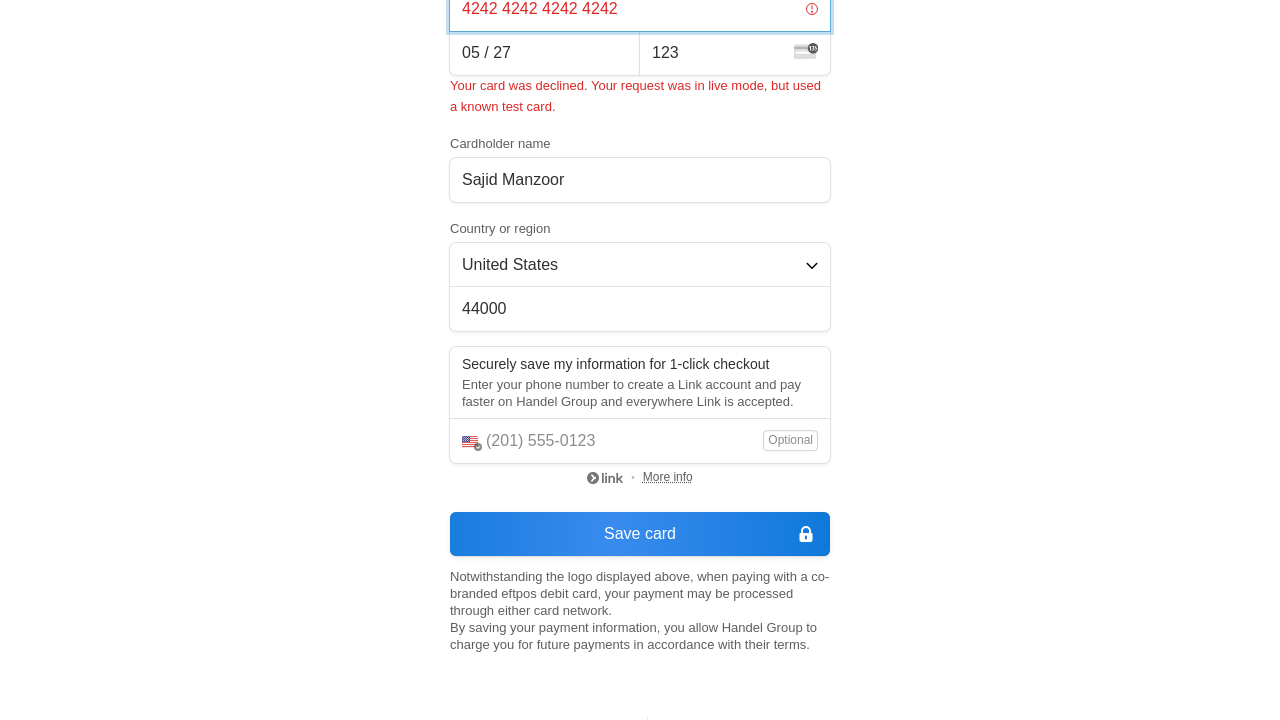 4242 4242 4242 4242
05 / 27
123
Your card was declined. Your request was in live mode, but used
a known test card.
Cardholder name
Sajid Manzoor
Country or region
United States
44000
Securely save my information for 1-click checkout
Enter your phone number to create a Link account and pay
faster on Handel Group and everywhere Link is accepted.
(201) 555-0123
Optional
link • More info
Save card
Notwithstanding the logo displayed above, when paying with a co-
branded eftpos debit card, your payment may be processed
through either card network.
By saving your payment information, you allow Handel Group to
charge you for future payments in accordance with their terms.